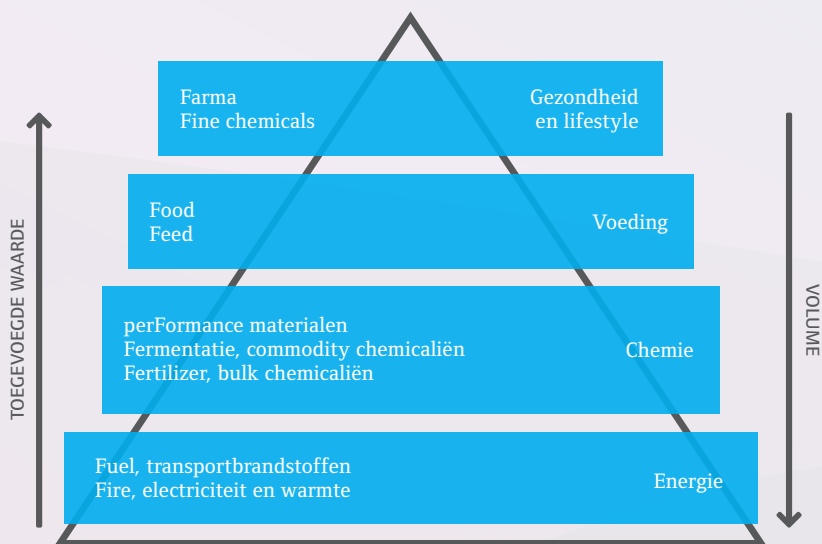 Farma
Fine chemicals
Gezondheid
en lifestyle
Food
Feed
Voeding
perFormance materialen
Fermentatie, commodity chemicaliën
Fertilizer, bulk chemicaliën
Chemie
Fuel, transportbrandstoffen
Fire, electriciteit en warmte
Energie
TOEGEVOEGDE WAARDE
VOLUME